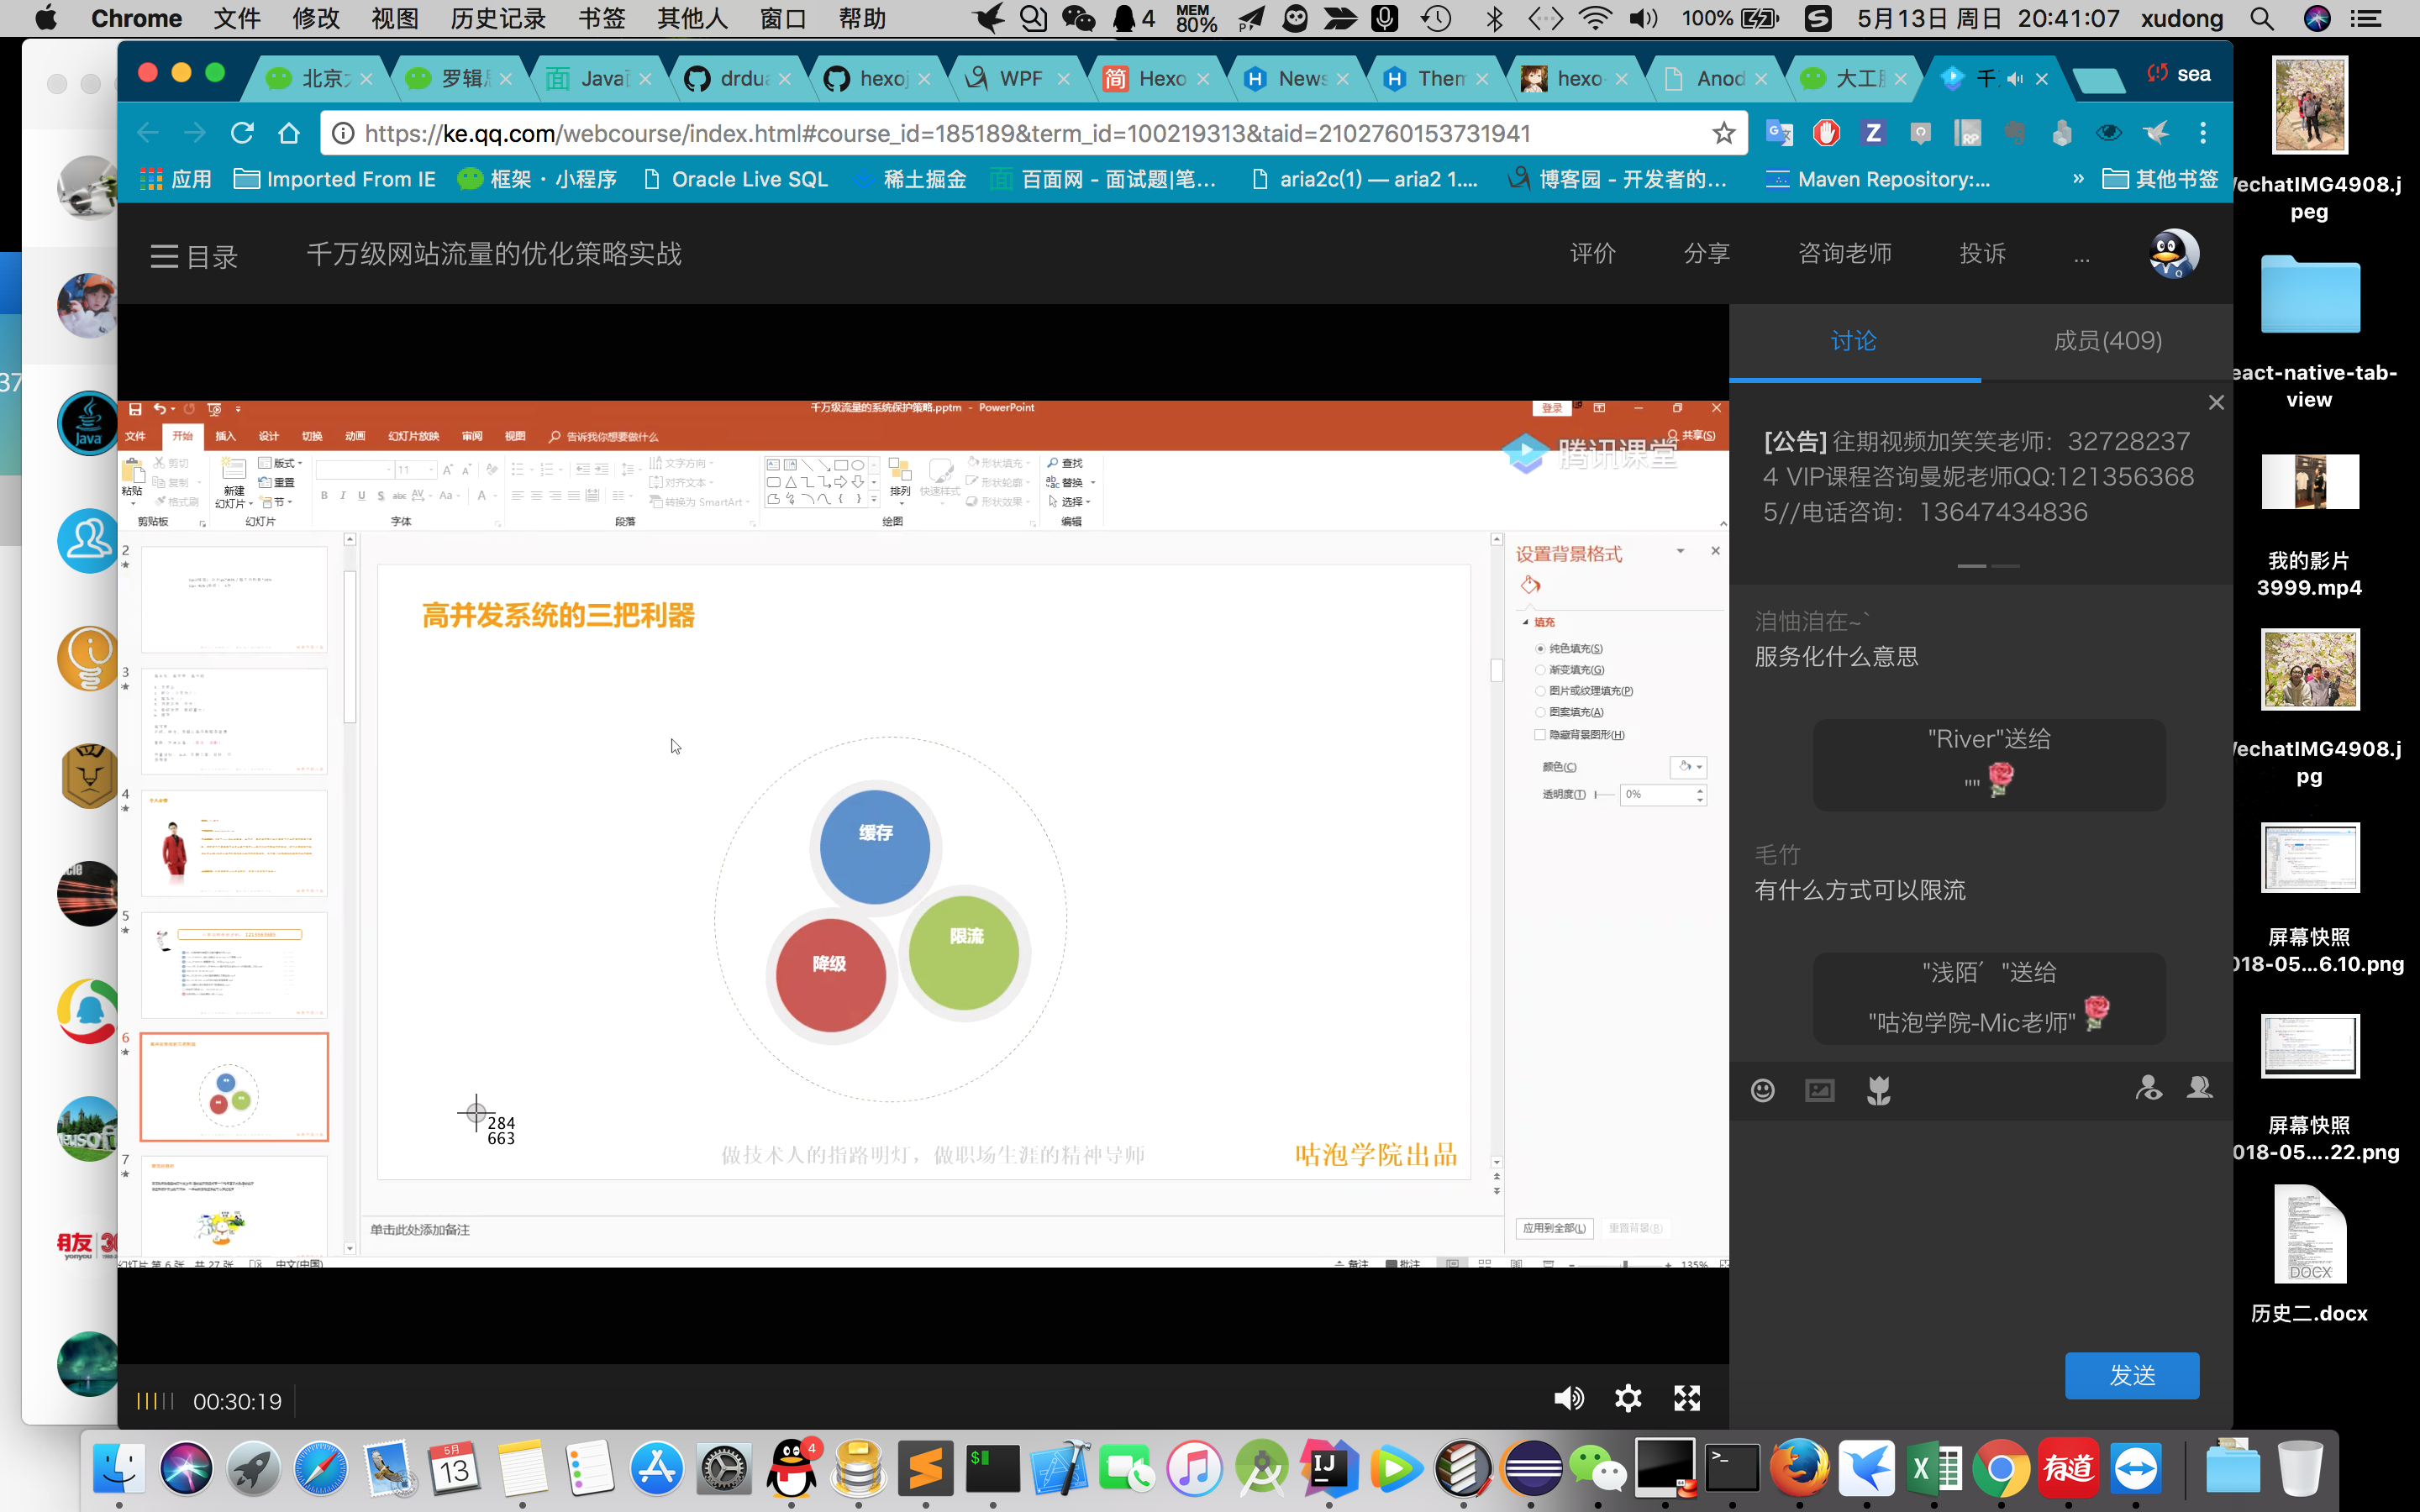 Chrome 文件 修改 视图 历史记录 书签 其他人 窗口 帮助
4 MEM 80% 100% 5月13日 周日 20:41:07 xudong
北京 罗辑 Java drdua hexoj WPF Hexo News Them hexo Anod 大工 千 sea
https://ke.qq.com/webcourse/index.html#course_id=185189&term_id=100219313&taid=2102760153731941
应用 Imported From IE 框架·小程序 Oracle Live SQL 稀土掘金 百面网 - 面试题|笔... aria2c(1) — aria2 1.... 博客园 - 开发者的... Maven Repository:... » 其他书签
目录 千万级网站流量的优化策略实战 评价 分享 咨询老师 投诉 ...
讨论 成员(409)
[公告] 往期视频加笑笑老师：32728237
4 VIP课程咨询曼妮老师QQ:121356368
5//电话咨询：13647434836
洎怞洎在~`
服务化什么意思
"River"送给
""
毛竹
有什么方式可以限流
"浅陌´ "送给
"咕泡学院-Mic老师"
发送
千万级流量的系统保护策略.pptm - PowerPoint
登录
文件 开始 插入 设计 切换 动画 幻灯片放映 审阅 视图 告诉我你想要做什么 共享(S)
腾讯课堂
粘贴 剪切 复制 格式刷
新建
幻灯片 版式 重置 节
11
B I U S abc AV Aa A
文字方向 对齐文本 转换为 SmartArt
排列 快速样式 形状填充 形状轮廓 形状效果
查找 替换 选择
剪贴板 幻灯片 字体 段落 绘图 编辑
2
3
4
5
6
7
高并发系统的三把利器
缓存
限流
降级
284
663
做技术人的指路明灯，做职场生涯的精神导师
咕泡学院出品
单击此处添加备注
设置背景格式
填充
纯色填充(S)
渐变填充(G)
图片或纹理填充(P)
图案填充(A)
隐藏背景图形(H)
颜色(C)
透明度(T) 0%
应用到全部(L) 重置背景(B)
幻灯片 第 6 张 共 27 张 中文(中国) 备注 批注 135%
00:30:19
37
echatIMG4908.j
peg
eact-native-tab-
view
我的影片
3999.mp4
echatIMG4908.j
pg
屏幕快照
018-05...6.10.png
屏幕快照
018-05....22.png
DOCX
历史二.docx
Java
yonyou
5月
13
4
IJ
有道